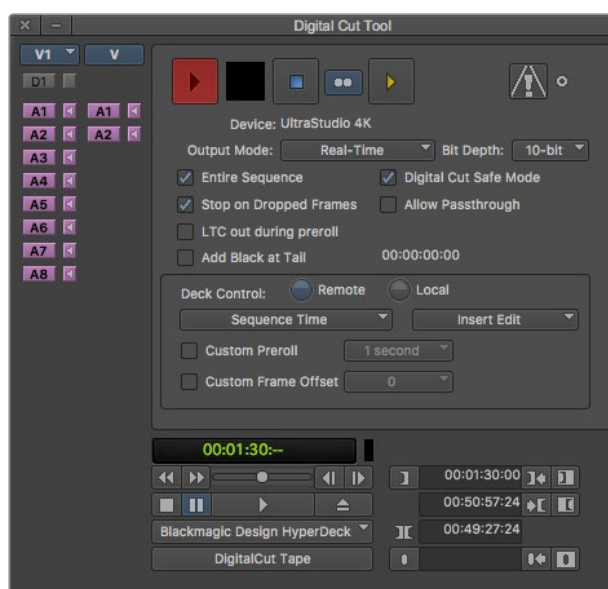 Digital Cut Tool
V1 V
D1
A1 A1
A2 A2
A3
A4
A5
A6
A7
A8
Device: UltraStudio 4K
Output Mode: Real-Time Bit Depth: 10-bit
Entire Sequence Digital Cut Safe Mode
Stop on Dropped Frames Allow Passthrough
LTC out during preroll
Add Black at Tail 00:00:00:00
Deck Control: Remote Local
Sequence Time Insert Edit
Custom Preroll 1 second
Custom Frame Offset 0
00:01:30:--
00:01:30:00
00:50:57:24
Blackmagic Design HyperDeck 00:49:27:24
DigitalCut Tape